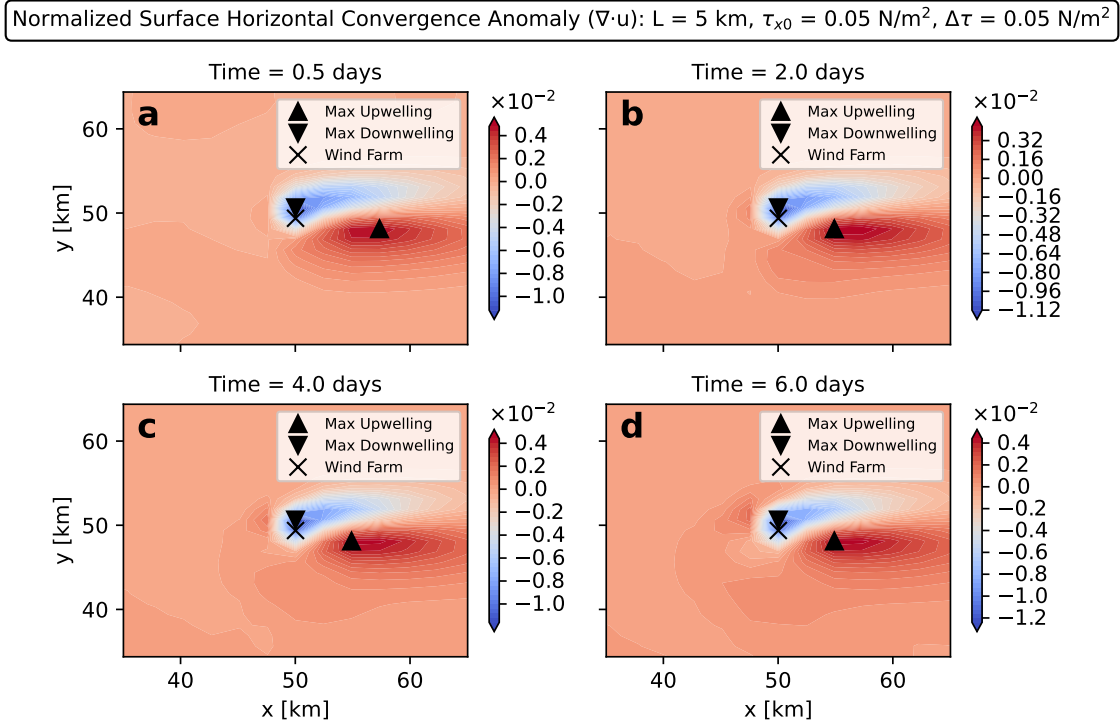 Normalized Surface Horizontal Convergence Anomaly (∇·u): L = 5 km, τₓ₀ = 0.05 N/m², Δτ = 0.05 N/m²
Time = 0.5 days
a
Max Upwelling
Max Downwelling
Wind Farm
60
50
40
y [km]
×10⁻²
0.4
0.2
0.0
−0.2
−0.4
−0.6
−0.8
−1.0
Time = 2.0 days
b
Max Upwelling
Max Downwelling
Wind Farm
×10⁻²
0.32
0.16
0.00
−0.16
−0.32
−0.48
−0.64
−0.80
−0.96
−1.12
Time = 4.0 days
c
Max Upwelling
Max Downwelling
Wind Farm
60
50
40
y [km]
40 50 60
x [km]
×10⁻²
0.4
0.2
0.0
−0.2
−0.4
−0.6
−0.8
−1.0
Time = 6.0 days
d
Max Upwelling
Max Downwelling
Wind Farm
40 50 60
x [km]
×10⁻²
0.4
0.2
0.0
−0.2
−0.4
−0.6
−0.8
−1.0
−1.2